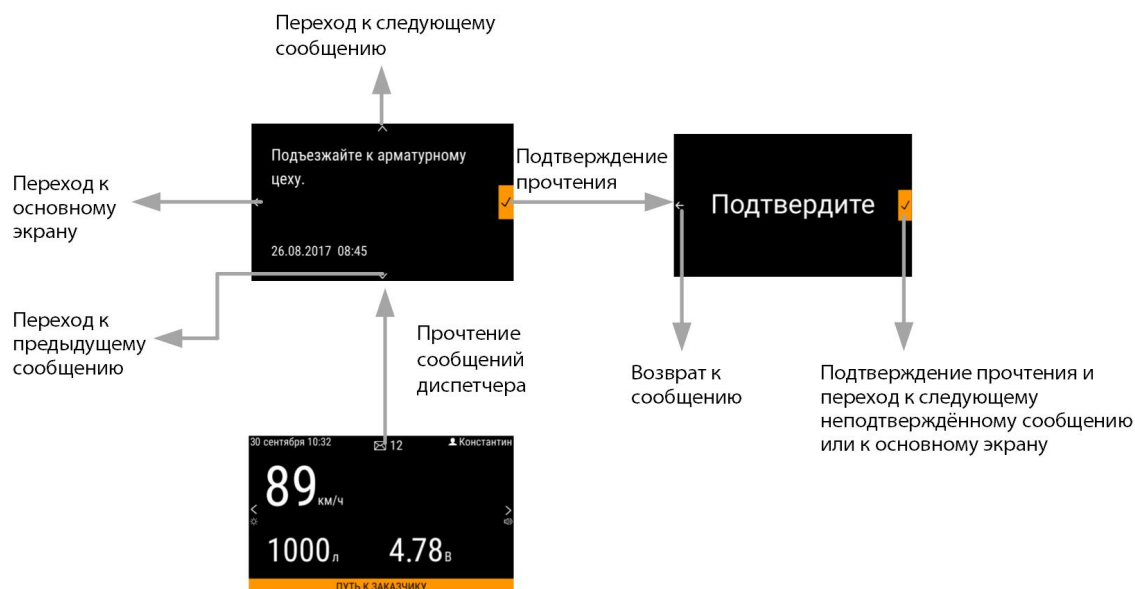 Переход к следующему
сообщению
Подъезжайте к арматурному
цеху.
26.08.2017 08:45
Подтверждение
прочтения
Подтвердите
Переход к
основному
экрану
Переход к
предыдущему
сообщению
Прочтение
сообщений
диспетчера
Возврат к
сообщению
Подтверждение прочтения и
переход к следующему
неподтверждённому сообщению
или к основному экрану
30 сентября 10:32
12
Константин
89 км/ч
1000 л
4.78 В
ПУТЬ К ЗАКАЗЧИКУ